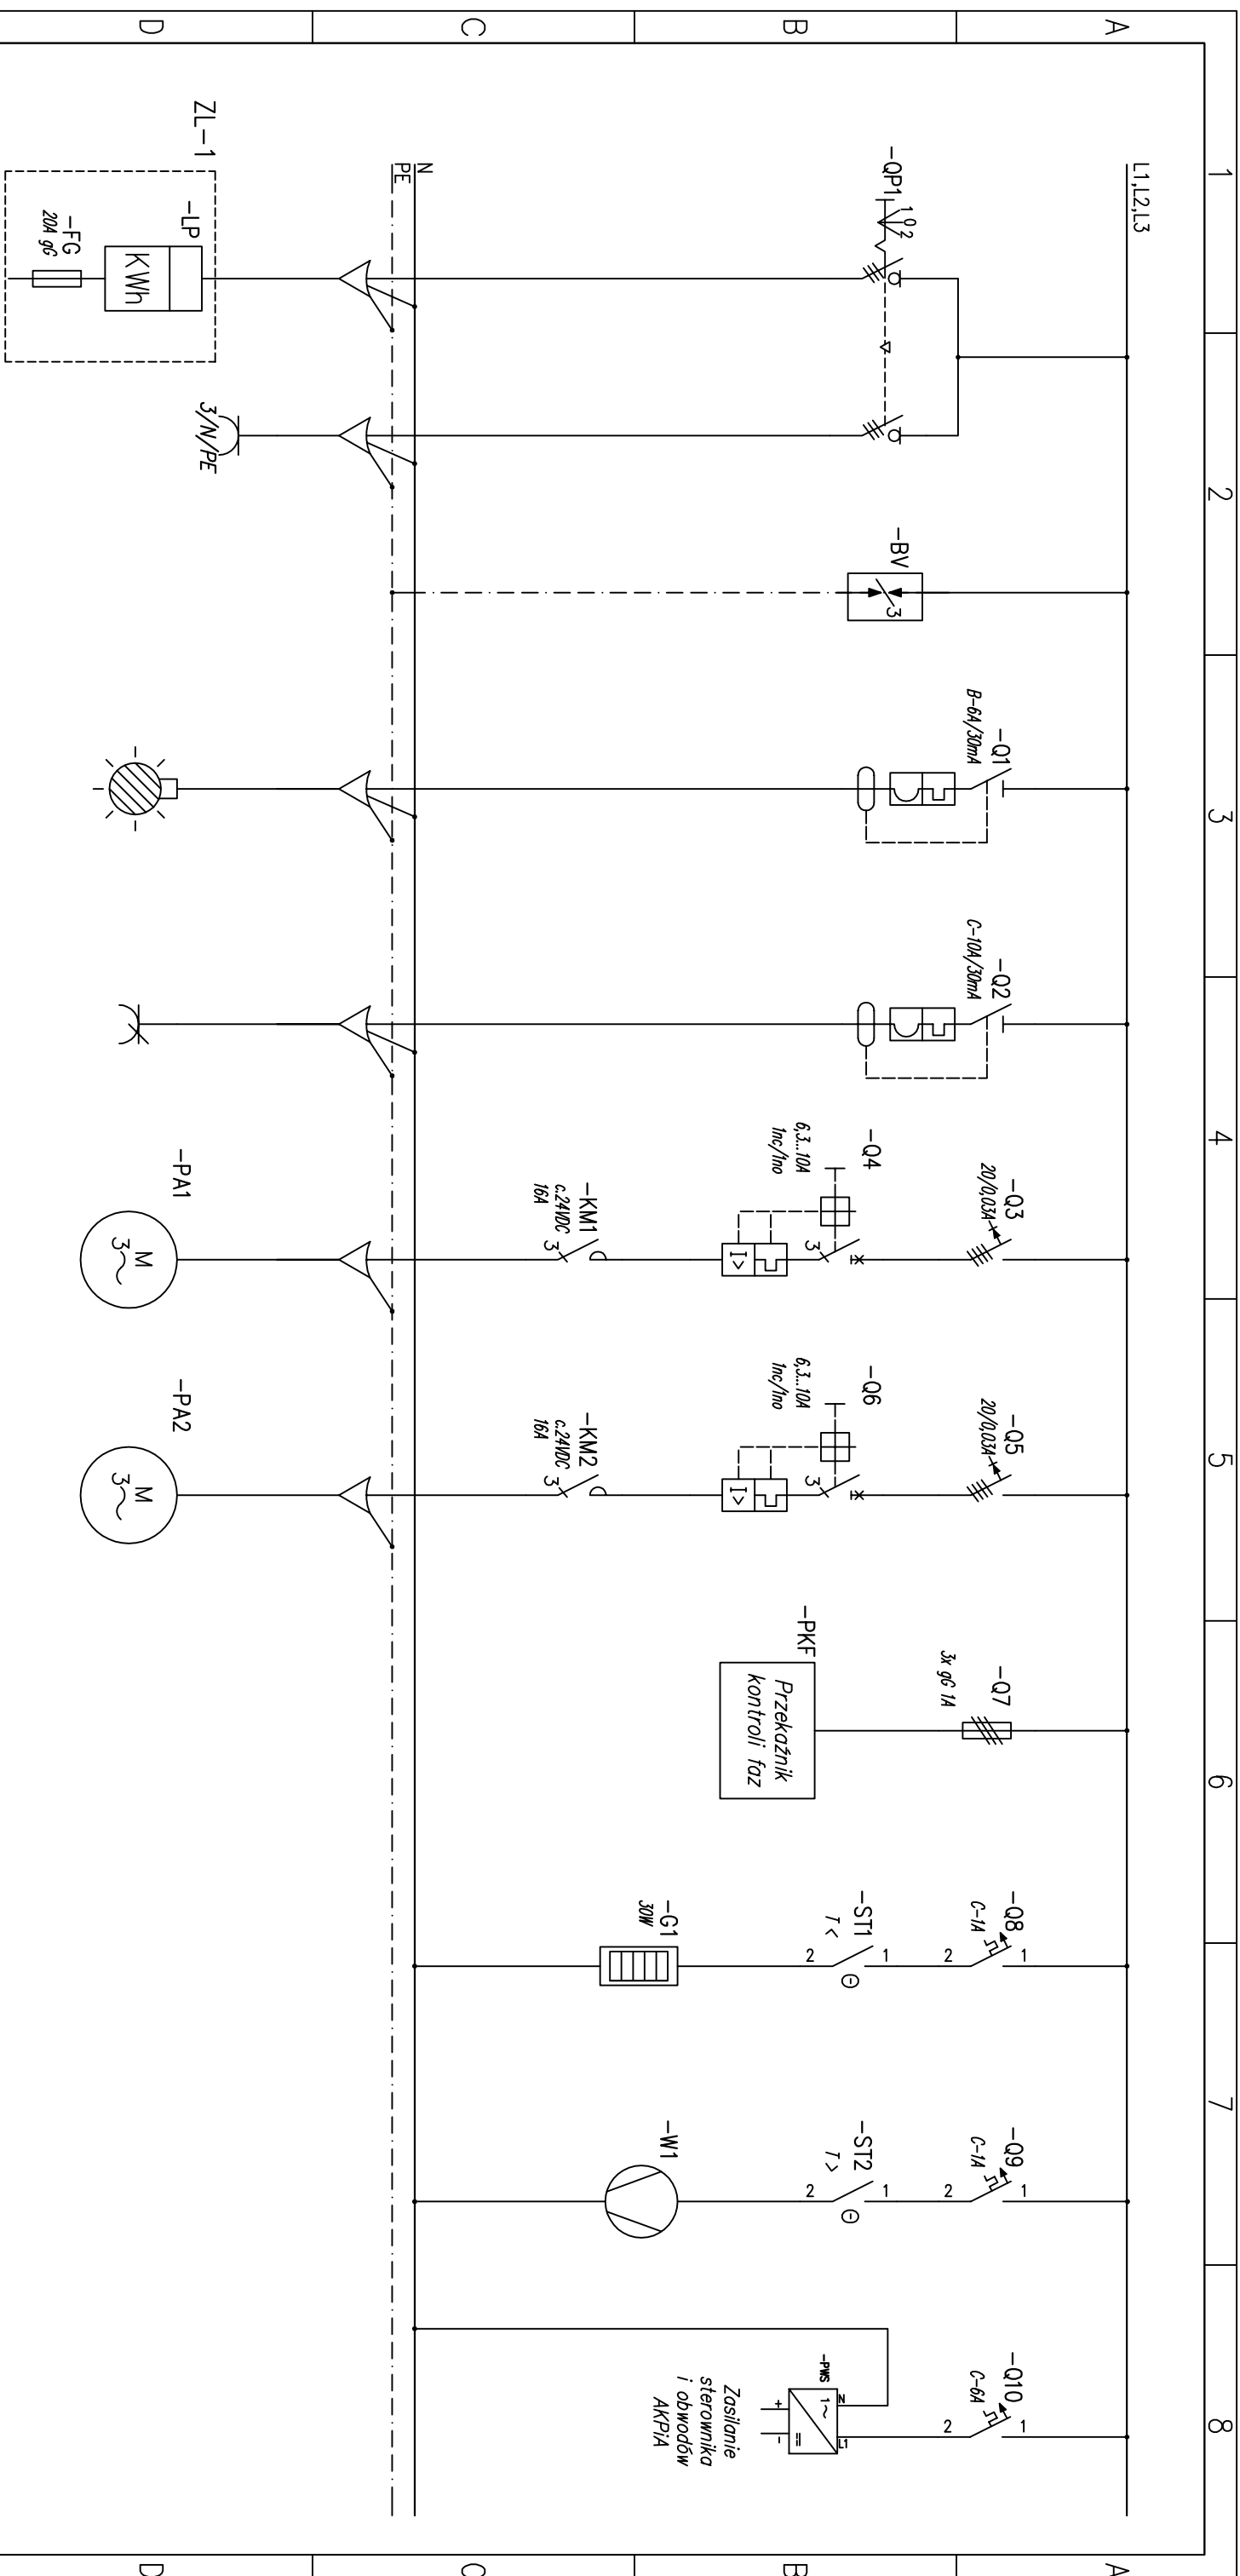 1
2
3
4
5
6
7
8
A
B
C
D
A
B
C
D
L1,L2,L3
N
PE
-QP1
1 0 2
ZL-1
-LP
KWh
-FG
20A gG
3/N/PE
-BV
3
-Q1
B-6A/30mA
-Q2
C-10A/30mA
-Q3
20/0,03A
-Q4
6,3...10A
1nc/1no
3
I>
-KM1
c.24VDC
16A
3
-PA1
M
3~
-Q5
20/0,03A
-Q6
6,3...10A
1nc/1no
3
I>
-KM2
c.24VDC
16A
3
-PA2
M
3~
-Q7
3x gG 1A
-PKF
Przekaźnik
kontroli faz
-Q8
C-1A
1
2
-ST1
T <
1
2
-G1
30W
-Q9
C-1A
1
2
-ST2
T >
1
2
-W1
-Q10
C-6A
1
2
-PWS
N
L1
1~
=
+
-
Zasilanie
sterownika
i obwodów
AKPiA